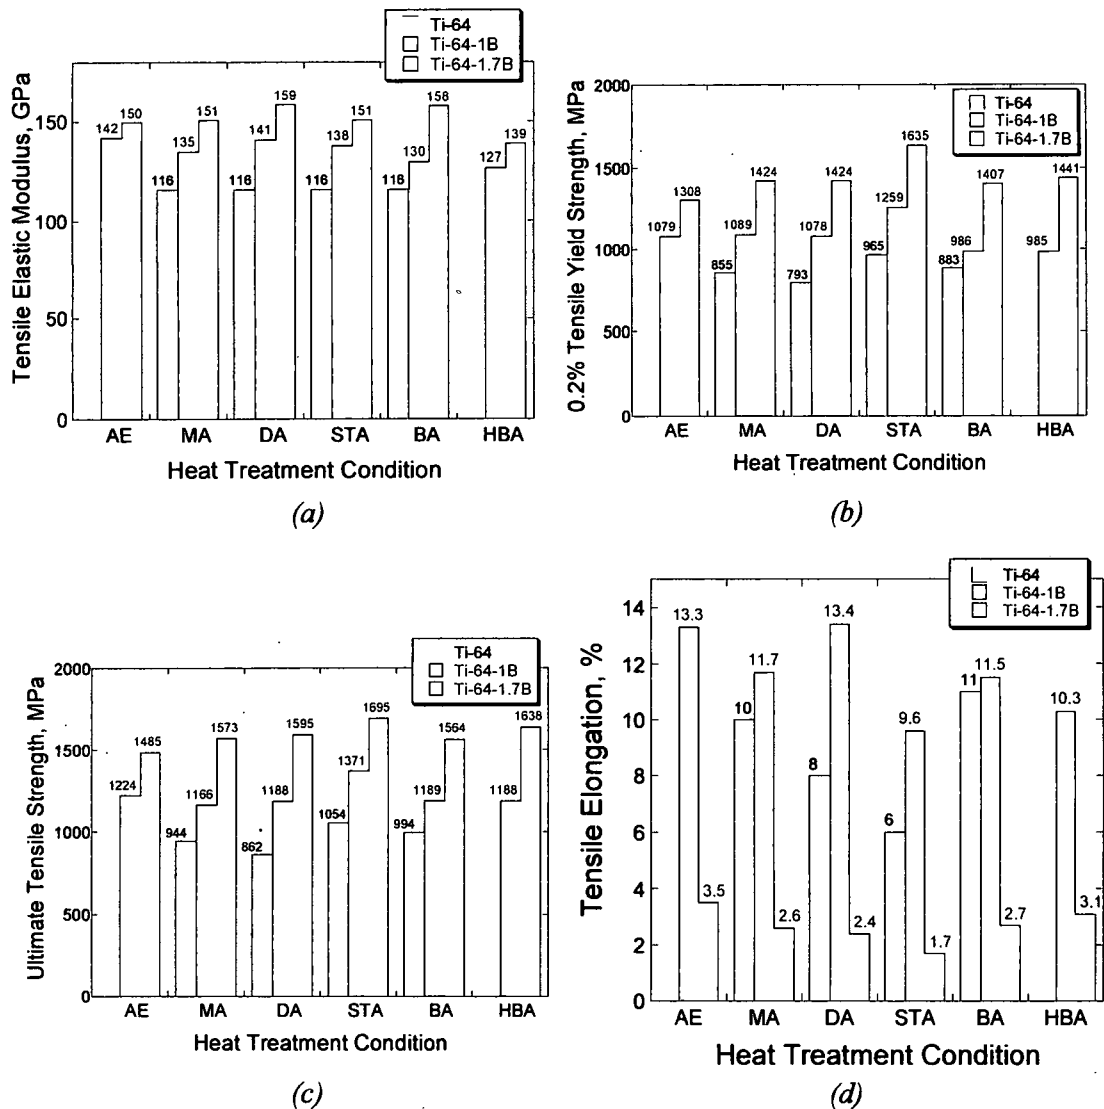 Ti-64
Ti-64-1B
Ti-64-1.7B
Tensile Elastic Modulus, GPa
150
100
50
0
142 150
116 135 151
116 141 159
116 138 151
116 130 158
127 139
AE MA DA STA BA HBA
Heat Treatment Condition
(a)
Ti-64
Ti-64-1B
Ti-64-1.7B
0.2% Tensile Yield Strength, MPa
2000
1500
1000
500
0
1079 1308
855 1089 1424
793 1078 1424
965 1259 1635
883 986 1407
985 1441
AE MA DA STA BA HBA
Heat Treatment Condition
(b)
Ti-64
Ti-64-1B
Ti-64-1.7B
Ultimate Tensile Strength, MPa
2000
1500
1000
500
0
1224 1485
944 1166 1573
862 1188 1595
1054 1371 1695
994 1189 1564
1188 1638
AE MA DA STA BA HBA
Heat Treatment Condition
(c)
Ti-64
Ti-64-1B
Ti-64-1.7B
Tensile Elongation, %
14
12
10
8
6
4
2
0
13.3 3.5
10 11.7 2.6
8 13.4 2.4
6 9.6 1.7
11 11.5 2.7
10.3 3.1
AE MA DA STA BA HBA
Heat Treatment Condition
(d)